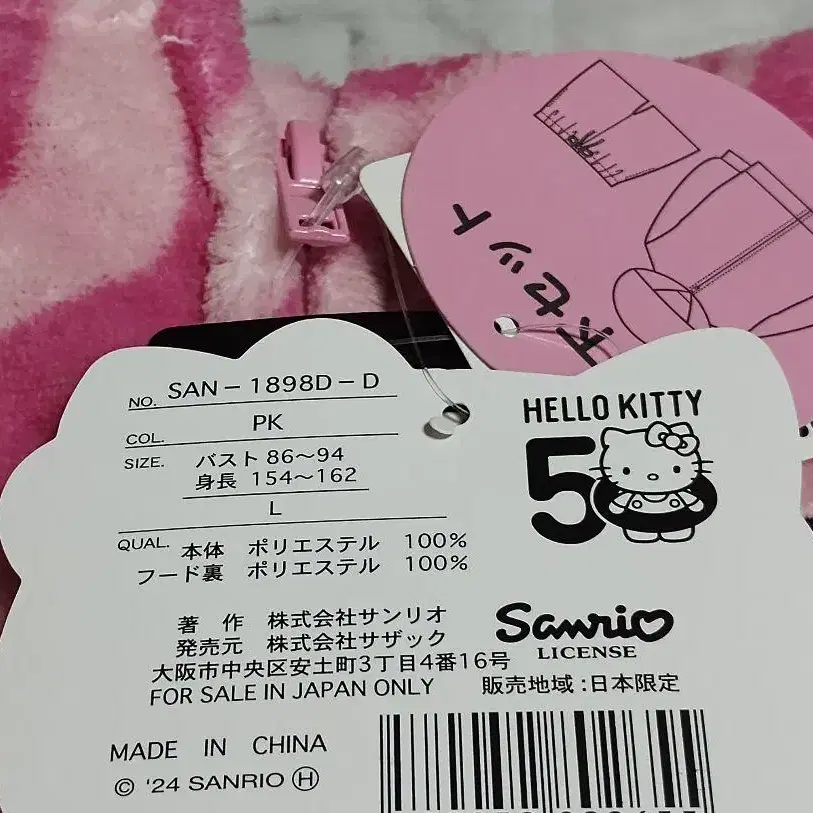 セット
NO. SAN-1898D-D
COL. PK
SIZE. バスト 86～94
身長 154～162
L
QUAL. 本体 ポリエステル 100%
フード裏 ポリエステル 100%
HELLO KITTY
50
著作 株式会社サンリオ
発売元 株式会社サザック
大阪市中央区安土町3丁目4番16号
FOR SALE IN JAPAN ONLY 販売地域:日本限定
Sanrio
LICENSE
MADE IN CHINA
© '24 SANRIO Ⓗ